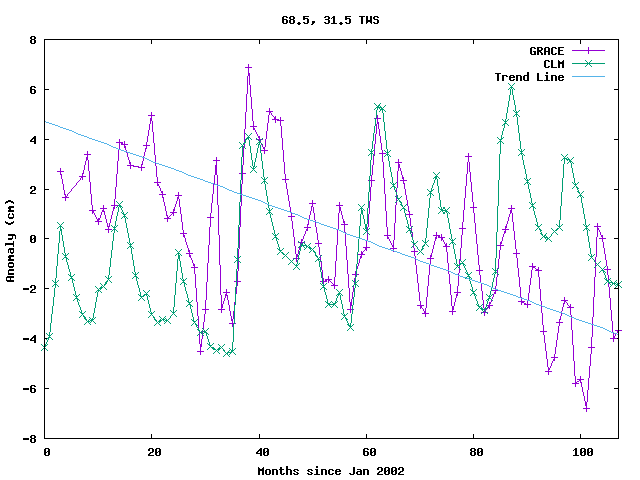 68.5, 31.5 TWS
GRACE
CLM
Trend Line
8
6
4
2
0
-2
-4
-6
-8
Anomaly (cm)
0 20 40 60 80 100
Months since Jan 2002